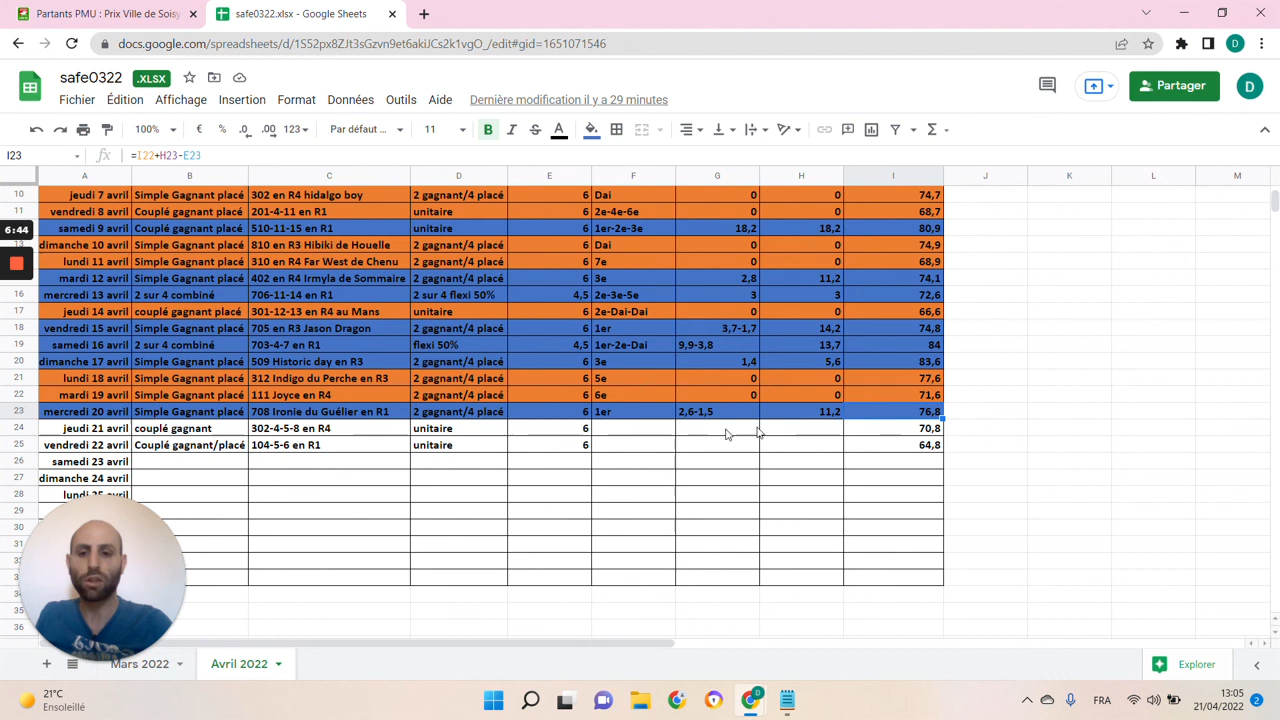 Partants PMU : Prix Ville de Soisy
safe0322.xlsx - Google Sheets
docs.google.com/spreadsheets/d/1S52px8ZJt3sGzvn9et6akiJCs2k1vgO_/edit#gid=1651071546
D
safe0322 .XLSX
Fichier Édition Affichage Insertion Format Données Outils Aide Dernière modification il y a 29 minutes
Partager
D
100% € % .0 .00 123 Par défaut ... 11 B I S A
I23 fx =I22+H23-E23
A B C D E F G H I J K L M
10 jeudi 7 avril Simple Gagnant placé 302 en R4 hidalgo boy 2 gagnant/4 placé 6 Dai 0 0 74,7
11 vendredi 8 avril Couplé gagnant placé 201-4-11 en R1 unitaire 6 2e-4e-6e 0 0 68,7
6:44 samedi 9 avril Couplé gagnant placé 510-11-15 en R1 unitaire 6 1er-2e-3e 18,2 18,2 80,9
13 dimanche 10 avril Simple Gagnant placé 810 en R3 Hibiki de Houelle 2 gagnant/4 placé 6 Dai 0 0 74,9
lundi 11 avril Simple Gagnant placé 310 en R4 Far West de Chenu 2 gagnant/4 placé 6 7e 0 0 68,9
mardi 12 avril Simple Gagnant placé 402 en R4 Irmyla de Sommaire 2 gagnant/4 placé 6 3e 2,8 11,2 74,1
16 mercredi 13 avril 2 sur 4 combiné 706-11-14 en R1 2 sur 4 flexi 50% 4,5 2e-3e-5e 3 3 72,6
17 jeudi 14 avril coupلé gagnant placé 301-12-13 en R4 au Mans unitaire 6 2e-Dai-Dai 0 0 66,6
18 vendredi 15 avril Simple Gagnant placé 705 en R3 Jason Dragon 2 gagnant/4 placé 6 1er 3,7-1,7 14,2 74,8
19 samedi 16 avril 2 sur 4 combiné 703-4-7 en R1 flexi 50% 4,5 1er-2e-Dai 9,9-3,8 13,7 84
20 dimanche 17 avril Simple Gagnant placé 509 Historic day en R3 2 gagnant/4 placé 6 3e 1,4 5,6 83,6
21 lundi 18 avril Simple Gagnant placé 312 Indigo du Perche en R3 2 gagnant/4 placé 6 5e 0 0 77,6
22 mardi 19 avril Simple Gagnant placé 111 Joyce en R4 2 gagnant/4 placé 6 6e 0 0 71,6
23 mercredi 20 avril Simple Gagnant placé 708 Ironie du Guélier en R1 2 gagnant/4 placé 6 1er 2,6-1,5 11,2 76,8
24 jeudi 21 avril couplé gagnant 302-4-5-8 en R4 unitaire 6 70,8
25 vendredi 22 avril Couplé gagnant/placé 104-5-6 en R1 unitaire 6 64,8
26 samedi 23 avril
27 dimanche 24 avril
28 lundi 25 avril
29
30
31
34
35
36
Mars 2022 Avril 2022 Explorer
21°C
Ensoleillé
FRA
13:05
21/04/2022
2